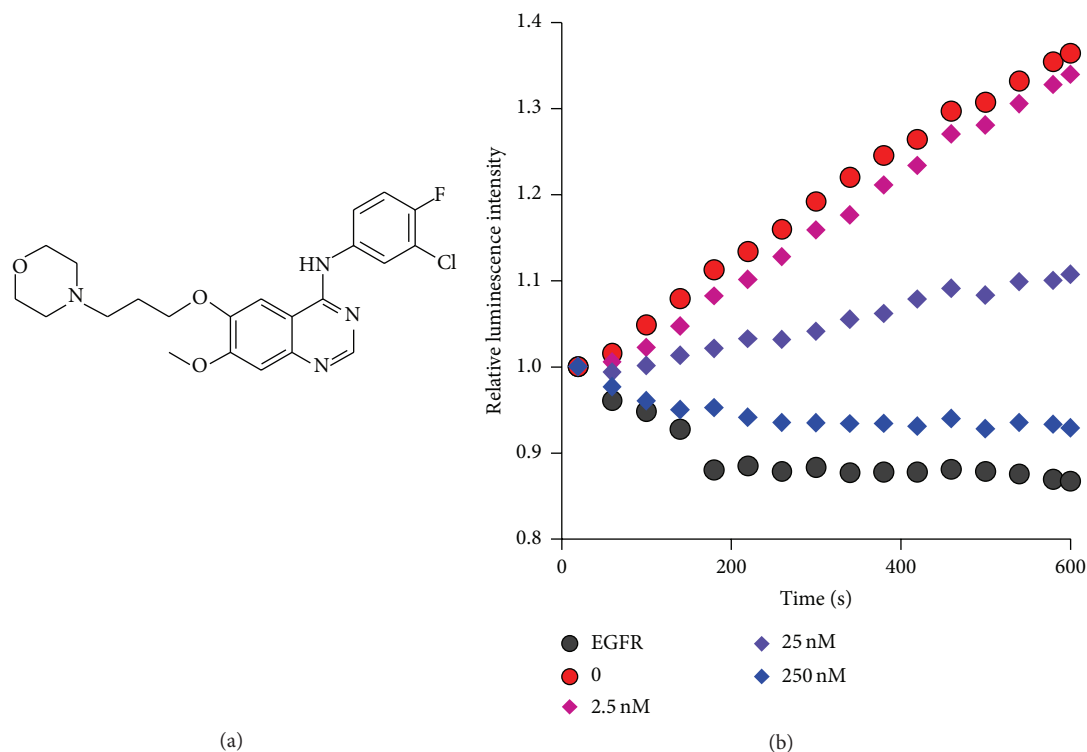 F
HN
Cl
O
N
O
N
O
N
(a)
Relative luminescence intensity
1.4
1.3
1.2
1.1
1.0
0.9
0.8
0 200 400 600
Time (s)
EGFR
0
2.5 nM
25 nM
250 nM
(b)